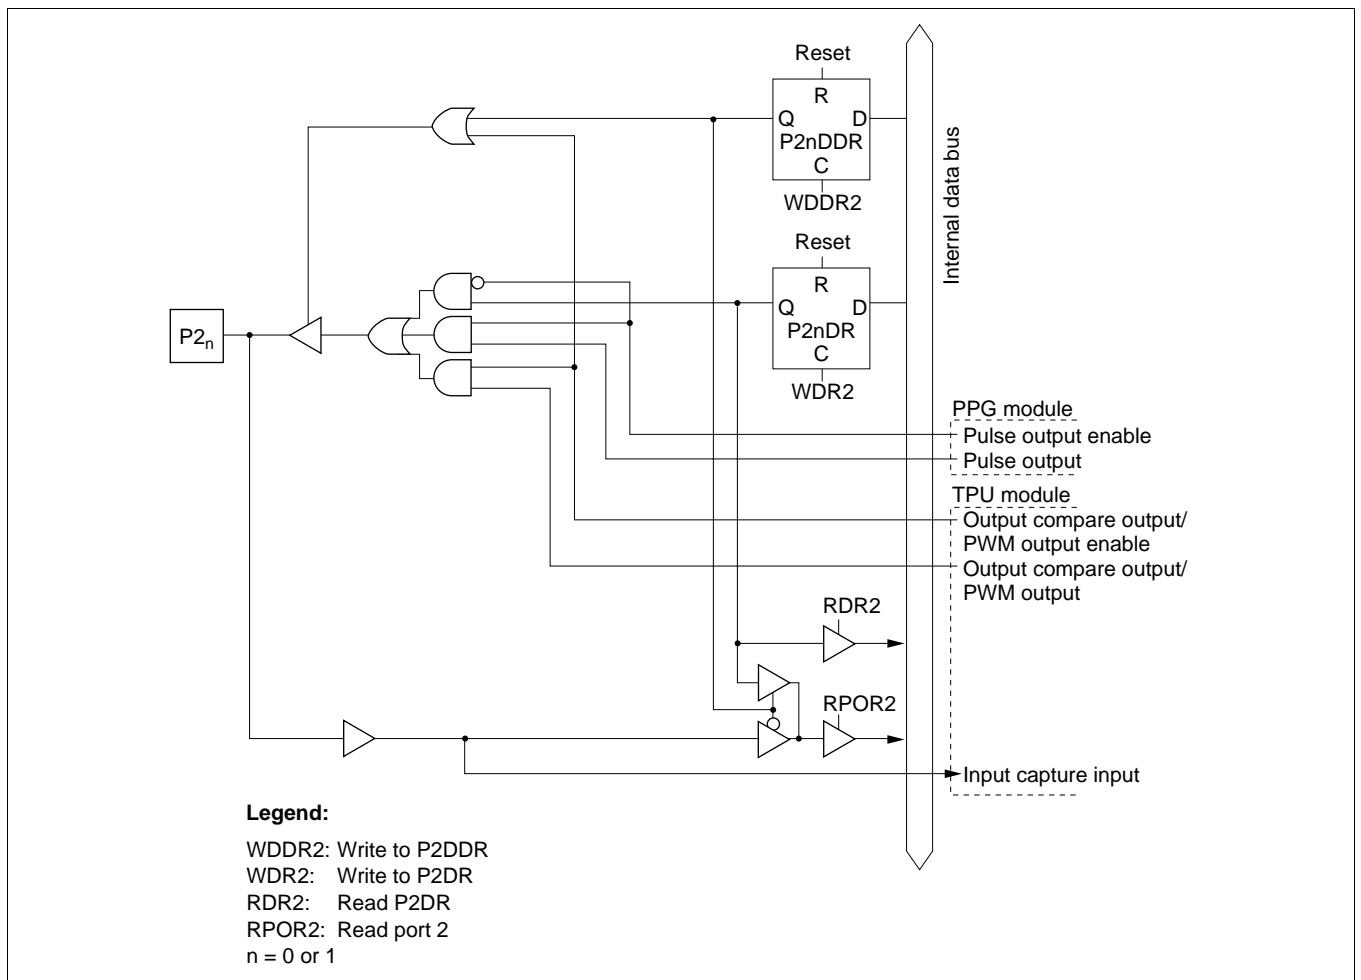 Reset
R
Q D
P2nDDR
C
WDDR2
Internal data bus
Reset
R
Q D
P2nDR
C
WDR2
P2n
PPG module
Pulse output enable
Pulse output
TPU module
Output compare output/
PWM output enable
Output compare output/
PWM output
RDR2
RPOR2
Input capture input
Legend:
WDDR2: Write to P2DDR
WDR2: Write to P2DR
RDR2: Read P2DR
RPOR2: Read port 2
n = 0 or 1